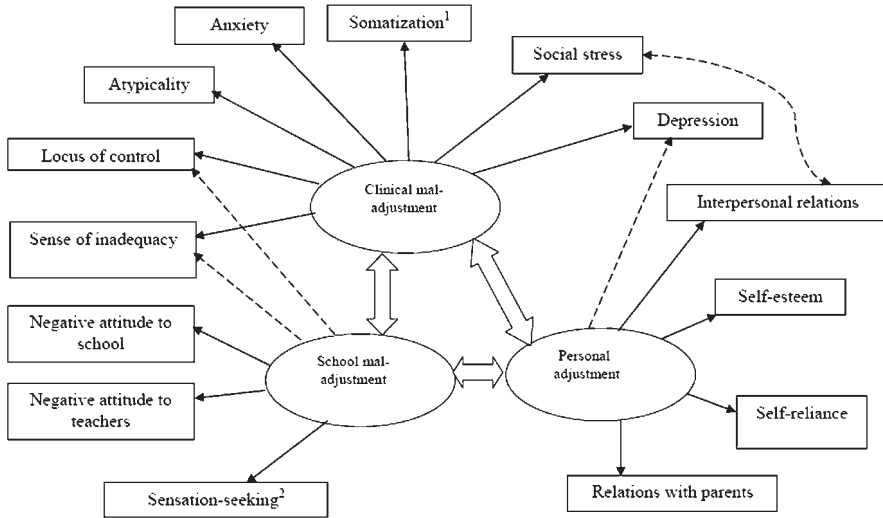 Anxiety
Somatization¹
Social stress
Atypicality
Depression
Locus of control
Clinical mal-
adjustment
Interpersonal relations
Sense of inadequacy
Self-esteem
Negative attitude to
school
School mal-
adjustment
Personal
adjustment
Negative attitude to
teachers
Self-reliance
Sensation-seeking²
Relations with parents